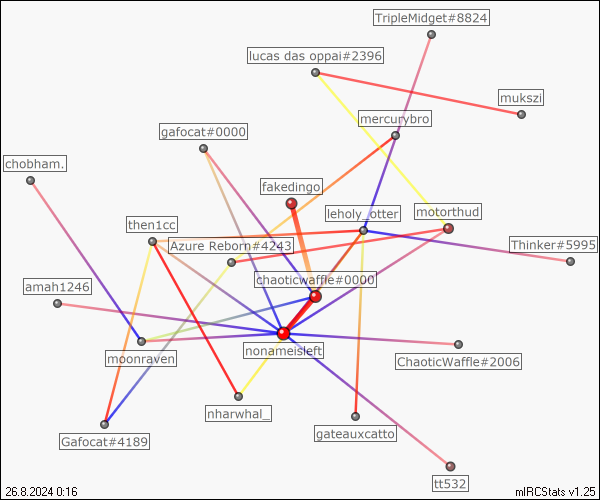 TripleMidget#8824
lucas das oppai#2396
mukszi
mercurybro
gafocat#0000
chobham.
fakedingo
leholy_otter
motorthud
then1cc
Azure Reborn#4243
Thinker#5995
chaoticwaffle#0000
amah1246
moonraven
nonameisleft
ChaoticWaffle#2006
nharwhal_
gateauxcatto
Gafocat#4189
tt532
26.8.2024 0:16
mIRCStats v1.25